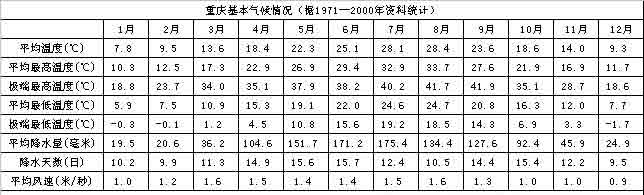 重庆基本气候情况（据1971—2000年资料统计）
1月 2月 3月 4月 5月 6月 7月 8月 9月 10月 11月 12月
平均温度(℃) 7.8 9.5 13.6 18.4 22.3 25.1 28.1 28.4 23.6 18.6 14.0 9.3
平均最高温度(℃) 10.3 12.5 17.3 22.9 26.9 29.4 32.9 33.7 27.6 21.9 16.9 11.7
极端最高温度(℃) 18.8 23.7 34.0 35.1 37.9 38.2 40.2 41.7 41.9 35.1 28.7 18.6
平均最低温度(℃) 5.9 7.5 10.9 15.3 19.1 22.0 24.6 24.7 20.8 16.3 12.0 7.7
极端最低温度(℃) -0.3 -0.1 1.2 4.5 10.8 15.6 19.2 18.5 14.3 6.9 3.3 -1.7
平均降水量(毫米) 19.5 20.6 36.2 104.6 151.7 171.2 175.4 134.4 127.6 92.4 45.9 24.9
降水天数(日) 10.2 9.9 11.3 14.9 15.6 15.7 12.4 10.5 14.4 15.4 12.2 9.5
平均风速(米/秒) 1.0 1.2 1.6 1.5 1.4 1.4 1.5 1.6 1.3 1.0 1.0 0.9